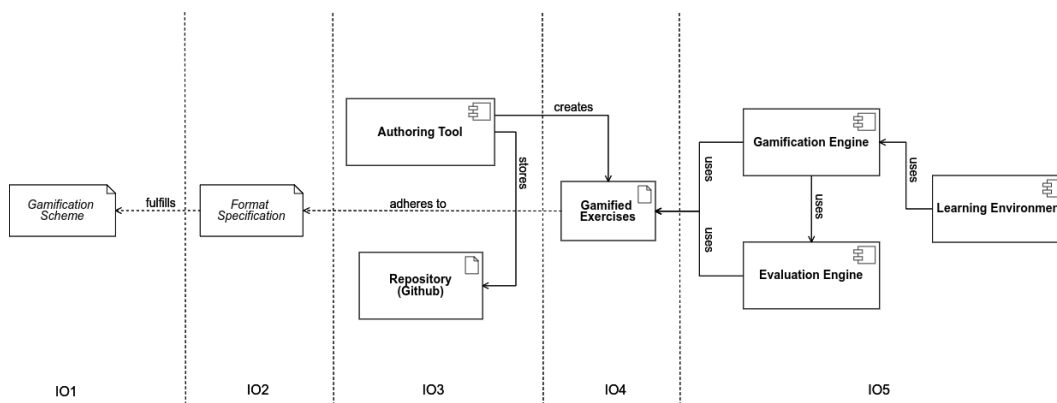 Gamification
Scheme
fulfills
Format
Specification
adheres to
Authoring Tool
creates
stores
Repository
(Github)
Gamified
Exercises
uses
uses
Gamification Engine
uses
Evaluation Engine
uses
Learning Environment
IO1
IO2
IO3
IO4
IO5